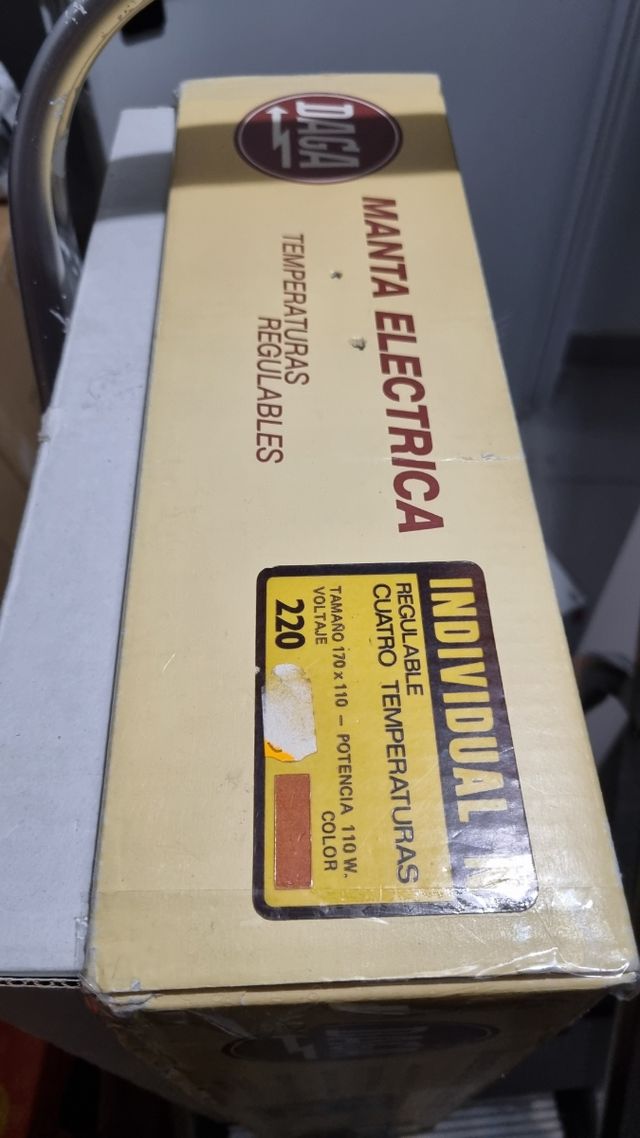 DAGA
MANTA ELECTRICA
TEMPERATURAS
REGULABLES
INDIVIDUAL N
REGULABLE
CUATRO TEMPERATURAS
TAMAÑO 170 x 110 - POTENCIA 110 W.
VOLTAJE
220
COLOR